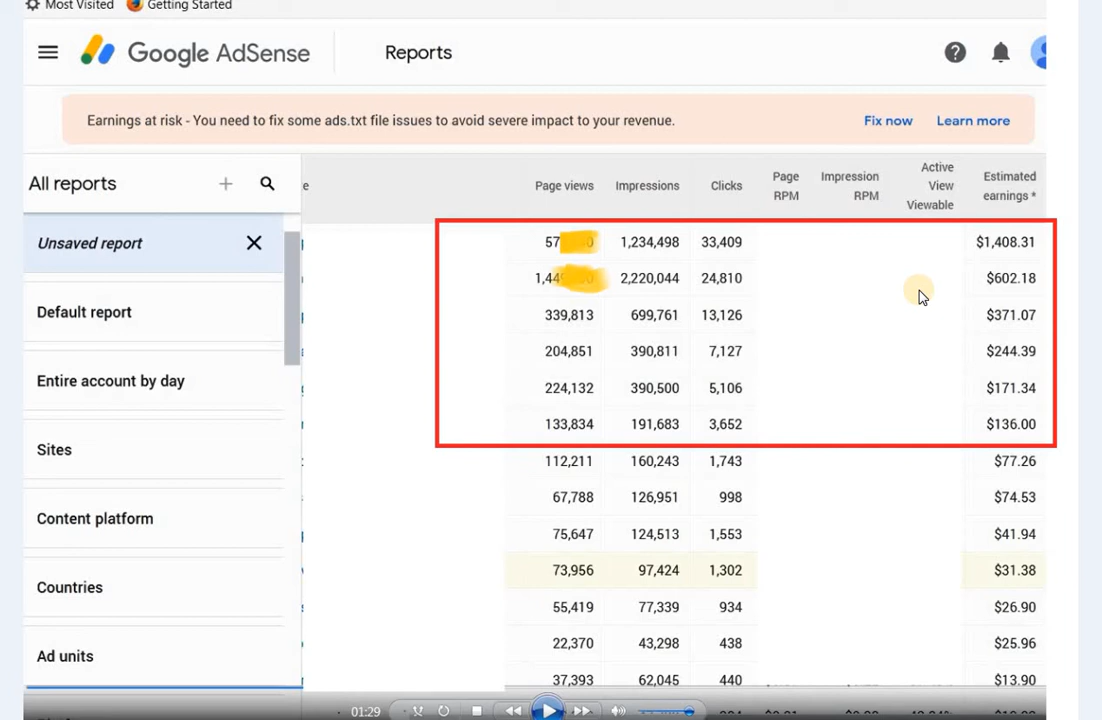 Most Visited Getting Started
Google AdSense Reports
Earnings at risk - You need to fix some ads.txt file issues to avoid severe impact to your revenue. Fix now Learn more
All reports
Page views Impressions Clicks Page RPM Impression RPM Active View Viewable Estimated earnings *
Unsaved report
Default report
Entire account by day
Sites
Content platform
Countries
Ad units
57 0 1,234,498 33,409 $1,408.31
1,44 2,220,044 24,810 $602.18
339,813 699,761 13,126 $371.07
204,851 390,811 7,127 $244.39
224,132 390,500 5,106 $171.34
133,834 191,683 3,652 $136.00
112,211 160,243 1,743 $77.26
67,788 126,951 998 $74.53
75,647 124,513 1,553 $41.94
73,956 97,424 1,302 $31.38
55,419 77,339 934 $26.90
22,370 43,298 438 $25.96
37,393 62,045 440 $13.90
01:29